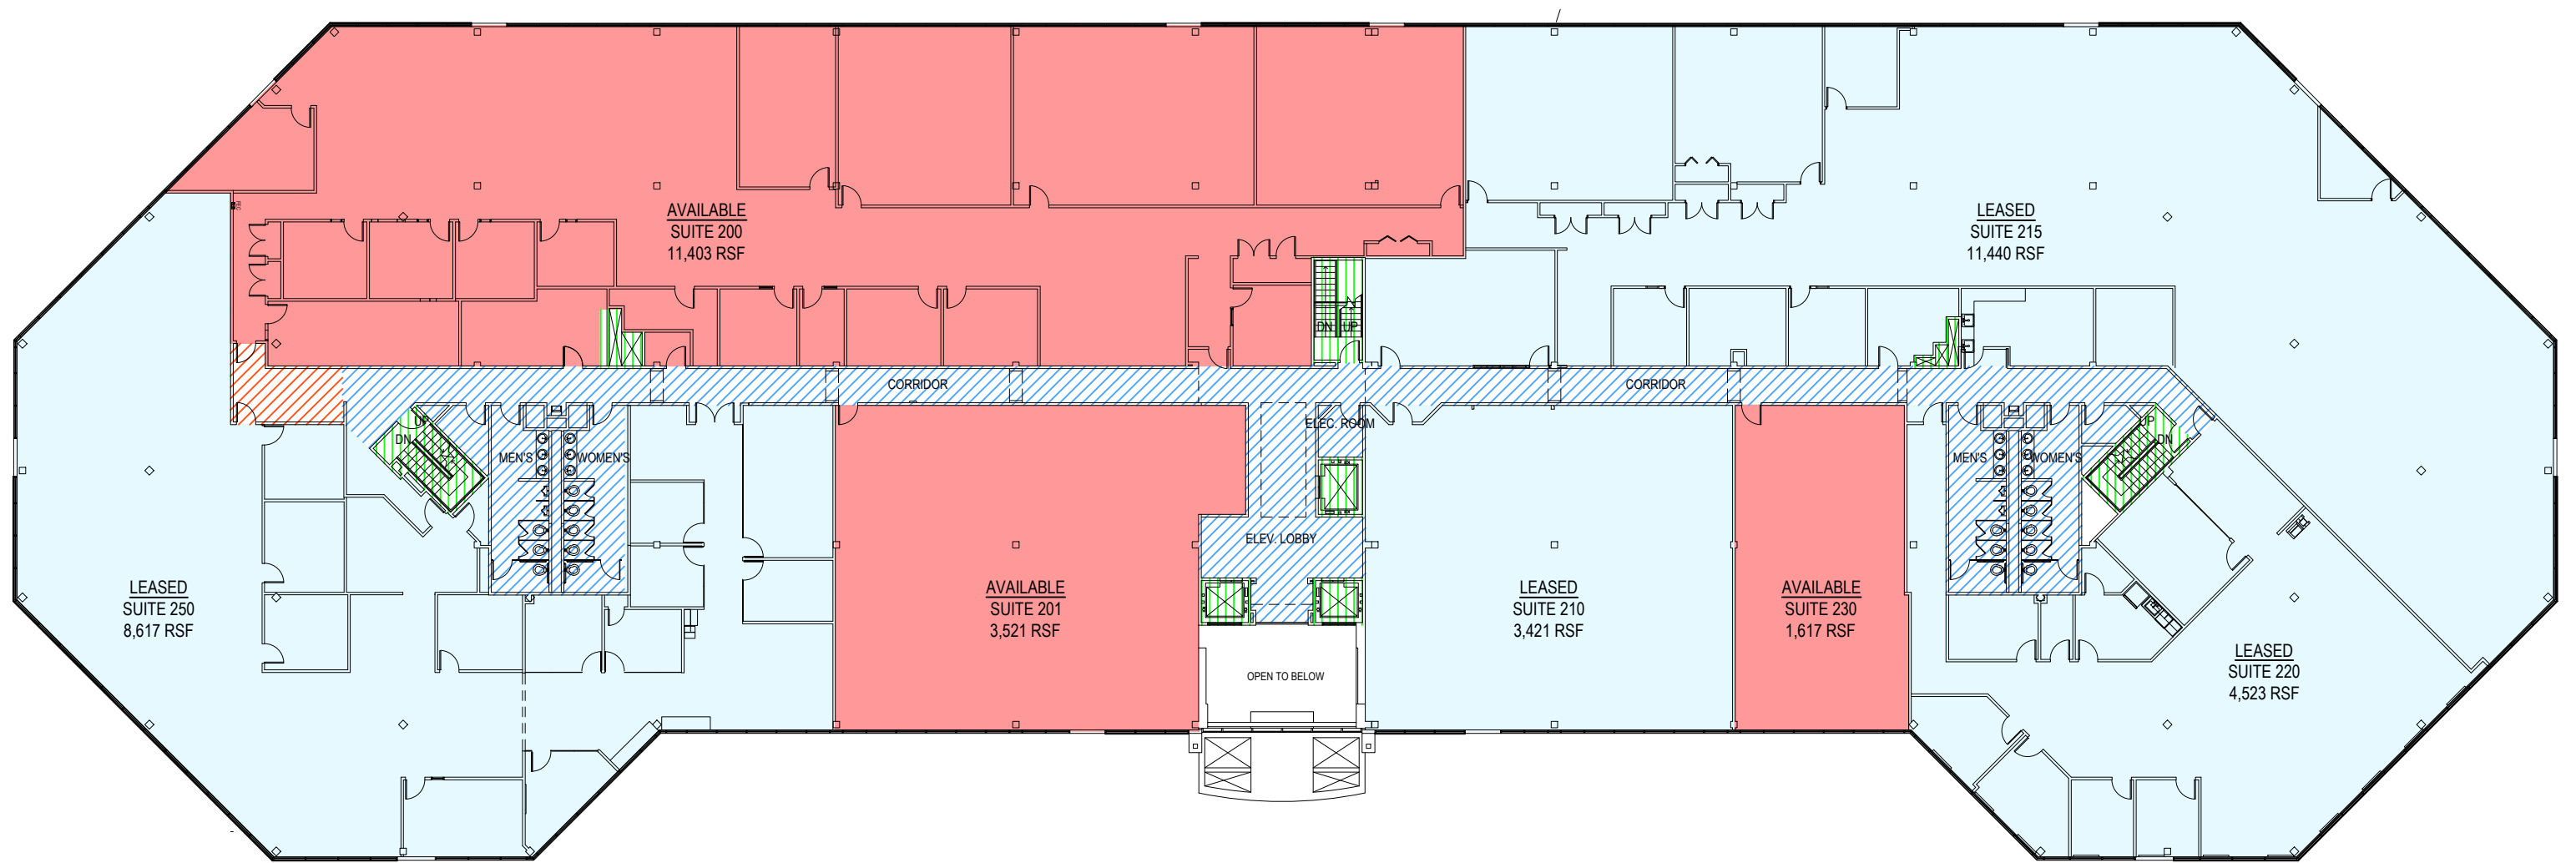 AVAILABLE
SUITE 200
11,403 RSF
LEASED
SUITE 215
11,440 RSF
DN
UP
CORRIDOR
CORRIDOR
UP
DN
MEN'S
WOMEN'S
ELEC. ROOM
ELEV. LOBBY
MEN'S
WOMEN'S
UP
DN
LEASED
SUITE 250
8,617 RSF
AVAILABLE
SUITE 201
3,521 RSF
LEASED
SUITE 210
3,421 RSF
AVAILABLE
SUITE 230
1,617 RSF
OPEN TO BELOW
LEASED
SUITE 220
4,523 RSF